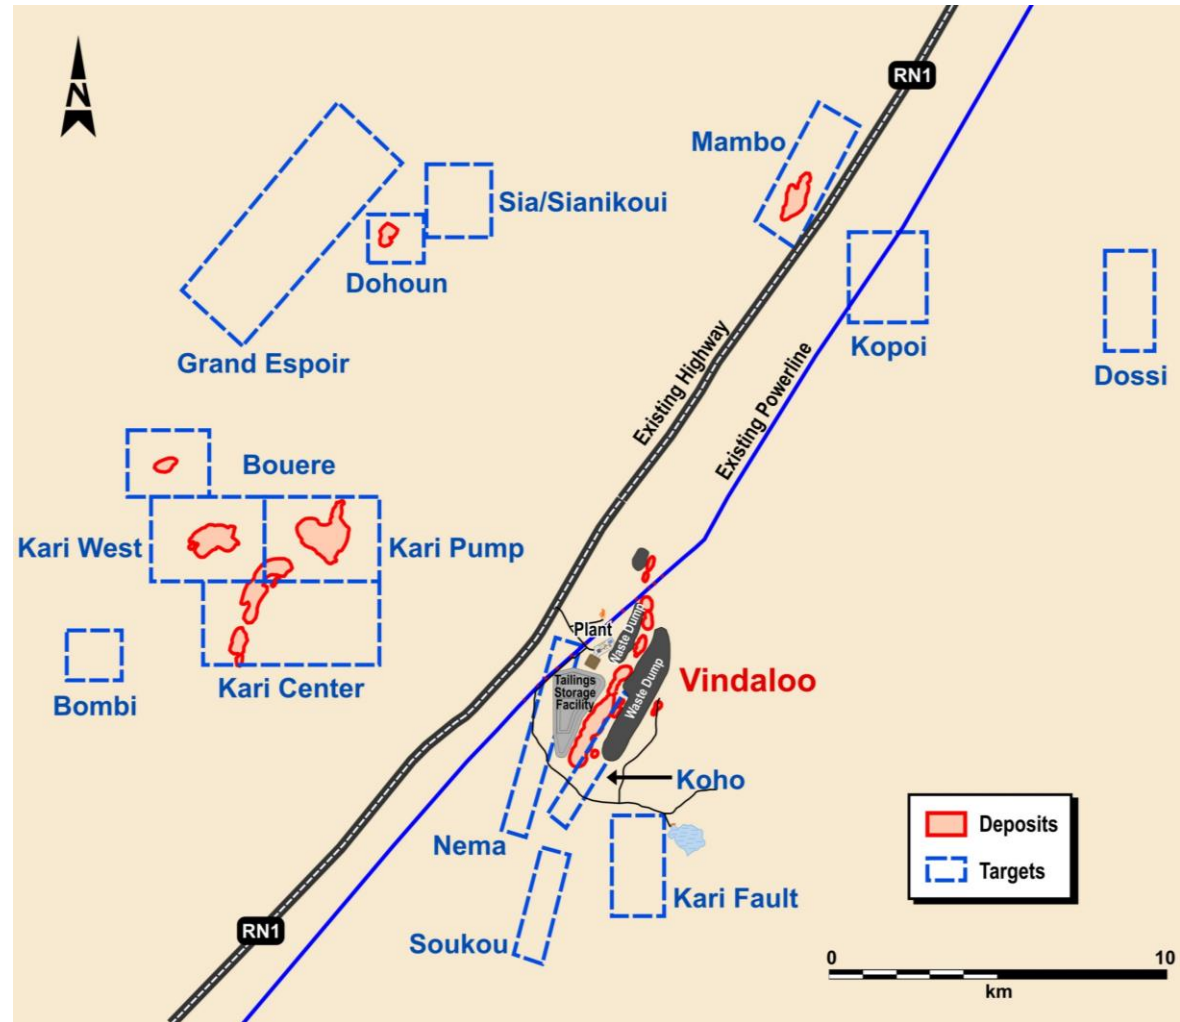 RN1
N
Mambo
Sia/Sianikoui
Dohoun
Grand Espoir
Kopoi
Dossi
Existing Highway
Existing Powerline
Bouere
Kari West
Kari Pump
Plant
Waste Dump
Kari Center
Bombi
Tailings
Storage
Facility
Waste Dump
Vindaloo
Koho
Nema
Kari Fault
Soukou
RN1
Deposits
Targets
0
10
km